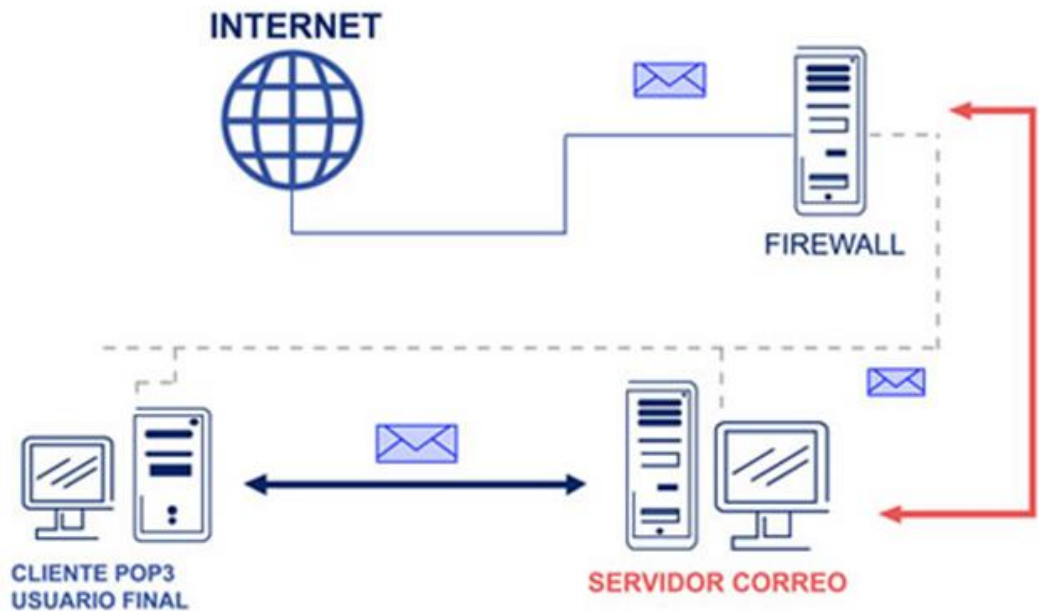 INTERNET
FIREWALL
CLIENTE POP3
USUARIO FINAL
SERVIDOR CORREO